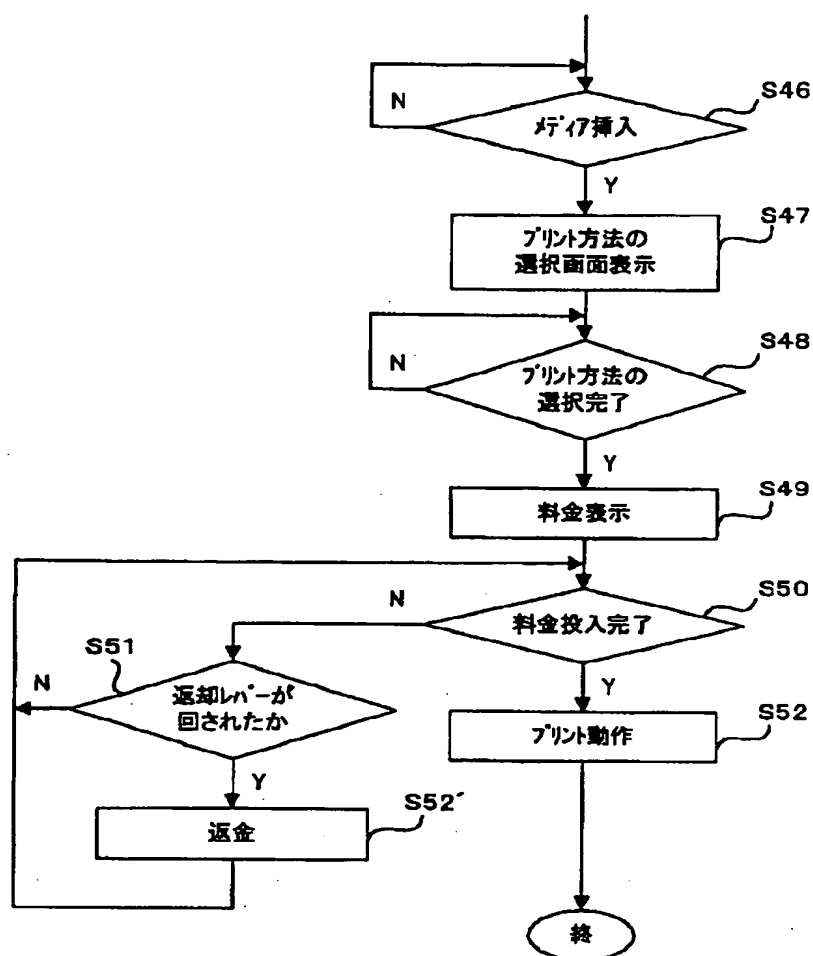 S46
N
メディア挿入
Y
S47
プリント方法の
選択画面表示
S48
N
プリント方法の
選択完了
Y
S49
料金表示
S50
N
料金投入完了
S51
N
返却レバーが
回されたか
Y
S52
プリント動作
Y
S52´
返金
終